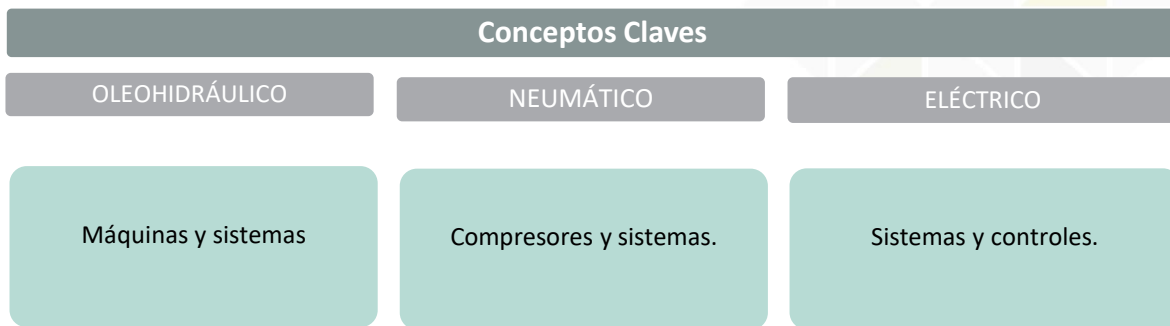 Conceptos Claves
OLEOHIDRÁULICO
NEUMÁTICO
ELÉCTRICO
Máquinas y sistemas
Compresores y sistemas.
Sistemas y controles.